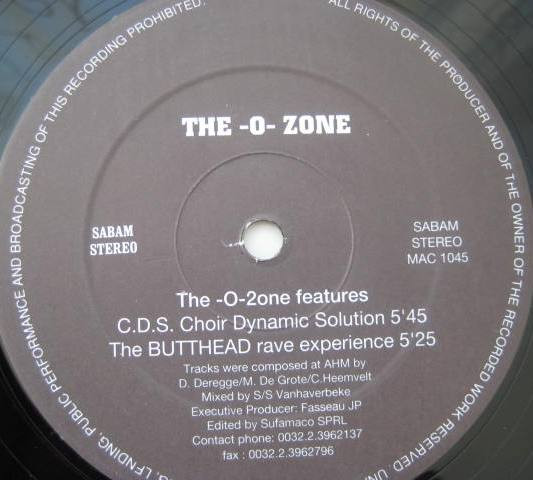 THE -O- ZONE
SABAM
STEREO
SABAM
STEREO
MAC 1045
The -O-2one features
C.D.S. Choir Dynamic Solution 5'45
The BUTTHEAD rave experience 5'25
Tracks were composed at AHM by
D. Deregge/M. De Grote/C.Heemvelt
Mixed by S/S Vanhaverbeke
Executive Producer: Fasseau JP
Edited by Sufamaco SPRL
Contact phone: 0032.2.3962137
fax : 0032.2.3962796
ALL RIGHTS OF THE PRODUCER AND OF THE OWNER OF THE RECORDED WORK RESERVED.
LENDING, PUBLIC PERFORMANCE AND BROADCASTING OF THIS RECORDING PROHIBITED.